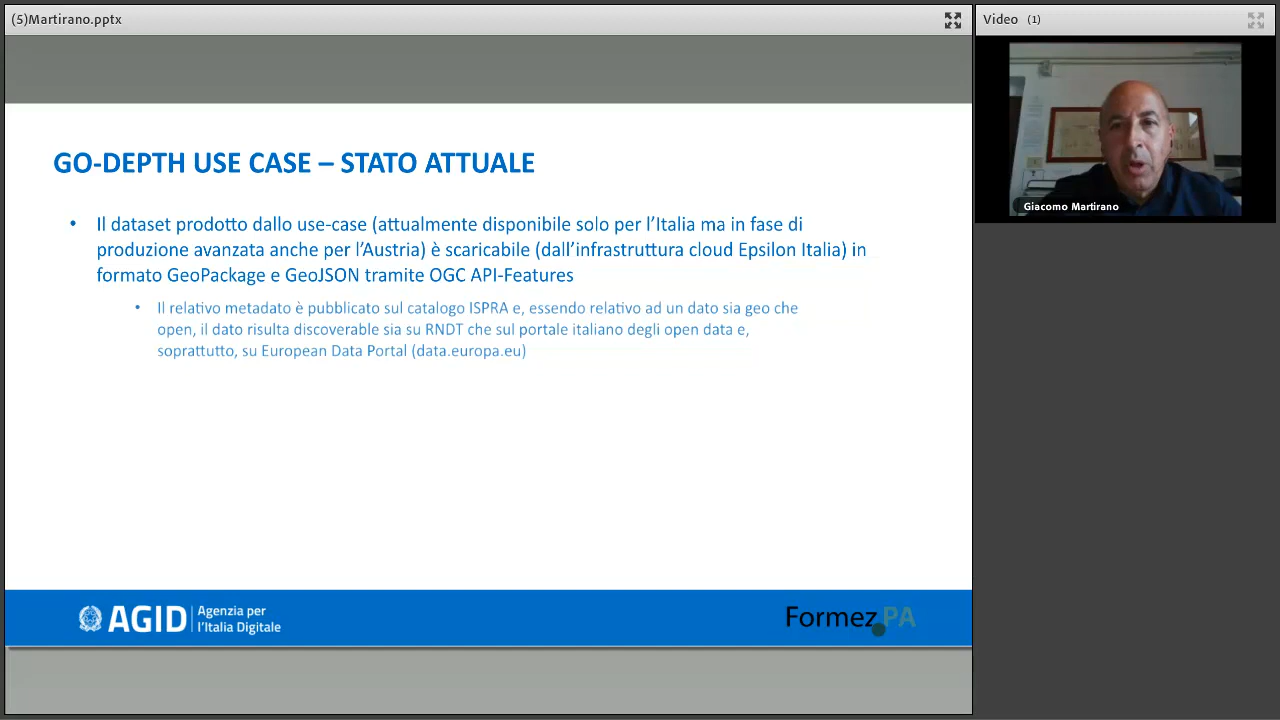 (5)Martirano.pptx
Video (1)
Giacomo Martirano
GO-DEPTH USE CASE – STATO ATTUALE
• Il dataset prodotto dallo use-case (attualmente disponibile solo per l’Italia ma in fase di
produzione avanzata anche per l’Austria) è scaricabile (dall’infrastruttura cloud Epsilon Italia) in
formato GeoPackage e GeoJSON tramite OGC API-Features
• Il relativo metadato è pubblicato sul catalogo ISPRA e, essendo relativo ad un dato sia geo che
open, il dato risulta discoverable sia su RNDT che sul portale italiano degli open data e,
soprattutto, su European Data Portal (data.europa.eu)
AGID
Agenzia per
l’Italia Digitale
Formez PA